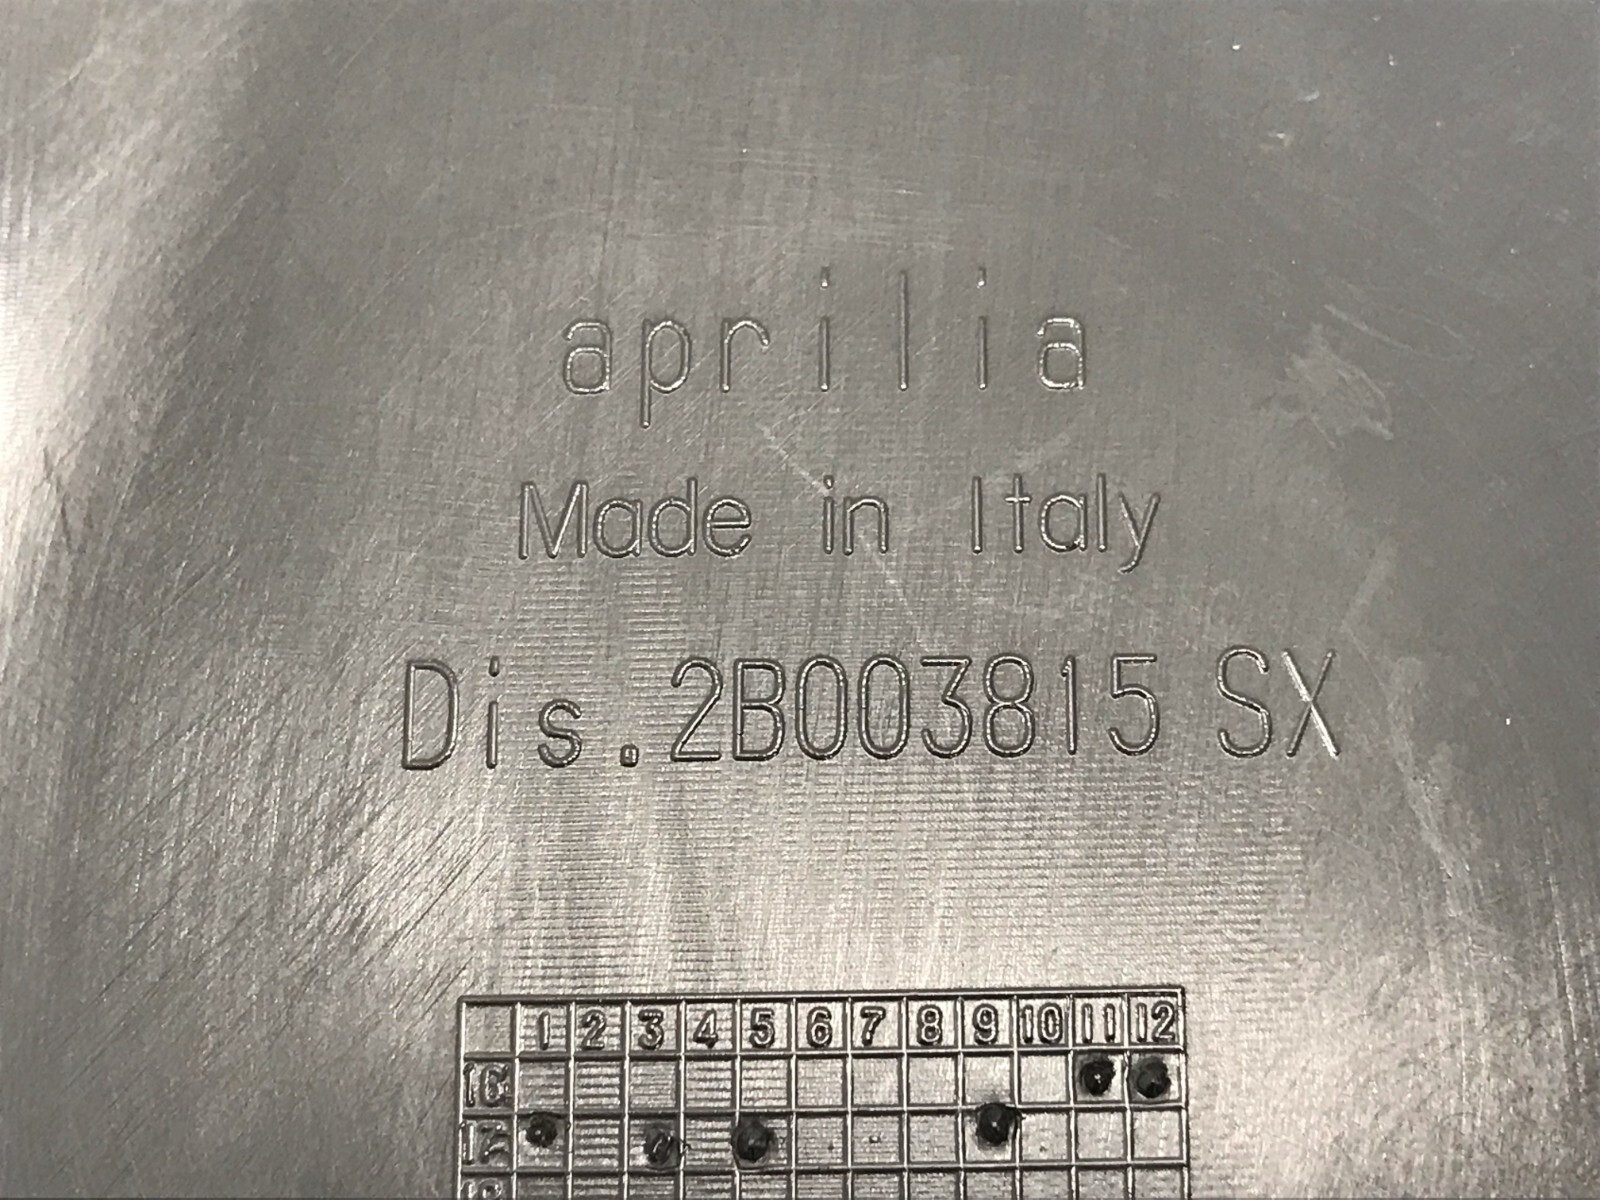 aprilia
Made in Italy
Dis.2B003815 SX
1 2 3 4 5 6 7 8 9 10 11 12
16
17